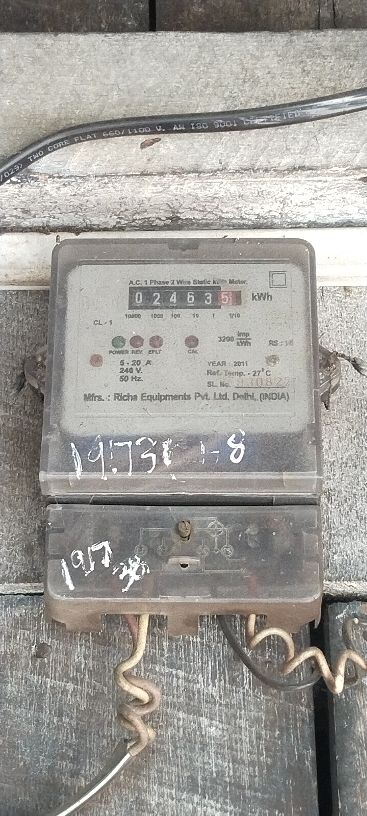 TWO CORE FLAT 650/1100 V. AN ISO 9001
A.C. 1 Phase 2 Wire Static kWh Meter
024635 kWh
10000 1000 100 10 1 1/10
CL - 1
3200 imp/kWh
POWER REV. EFLT CAL
5 - 20 A
240 V.
50 Hz.
YEAR : 2011
Ref. Temp. - 27°C
SL. No.
Mfrs. : Riche Equipments Pvt. Ltd, Delhi, (INDIA)